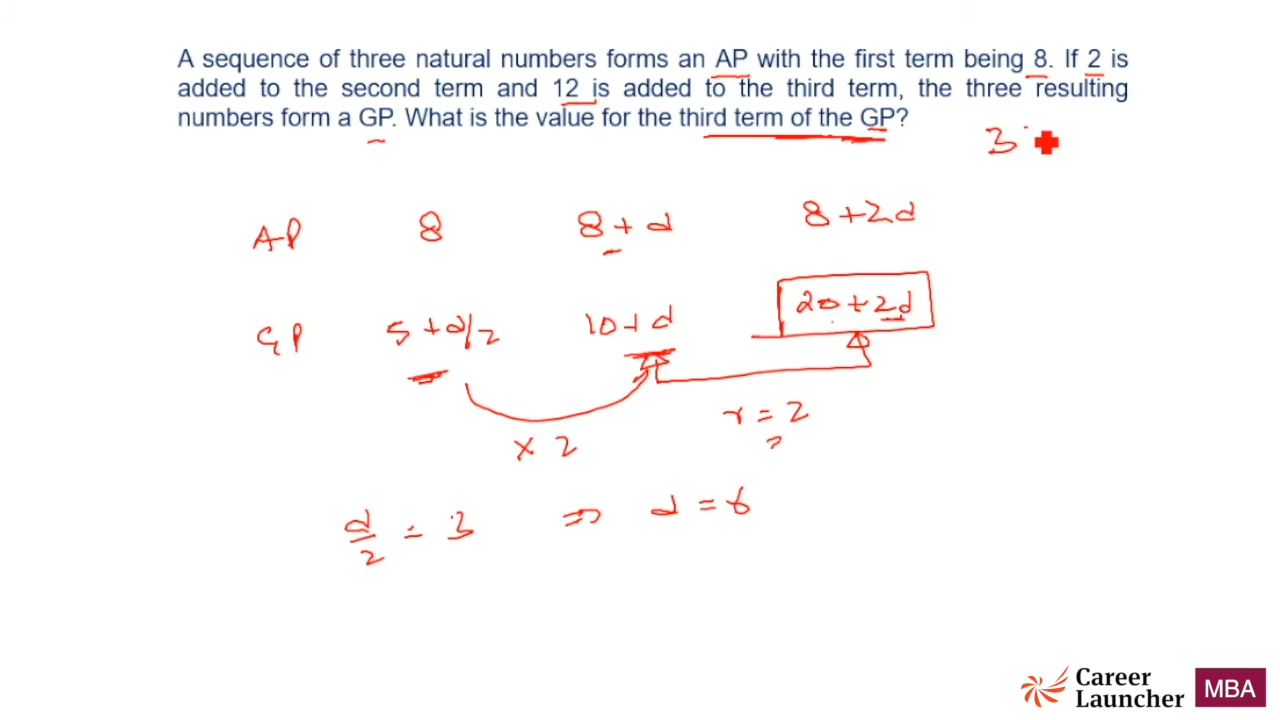 A sequence of three natural numbers forms an AP with the first term being 8. If 2 is
added to the second term and 12 is added to the third term, the three resulting
numbers form a GP. What is the value for the third term of the GP?
3
AP 8 8 + d 8 + 2d
GP 5 + d/2 10 + d 20 + 2d
r = 2
x 2
d/2 = 3 ⇒ d = 6
Career
Launcher MBA